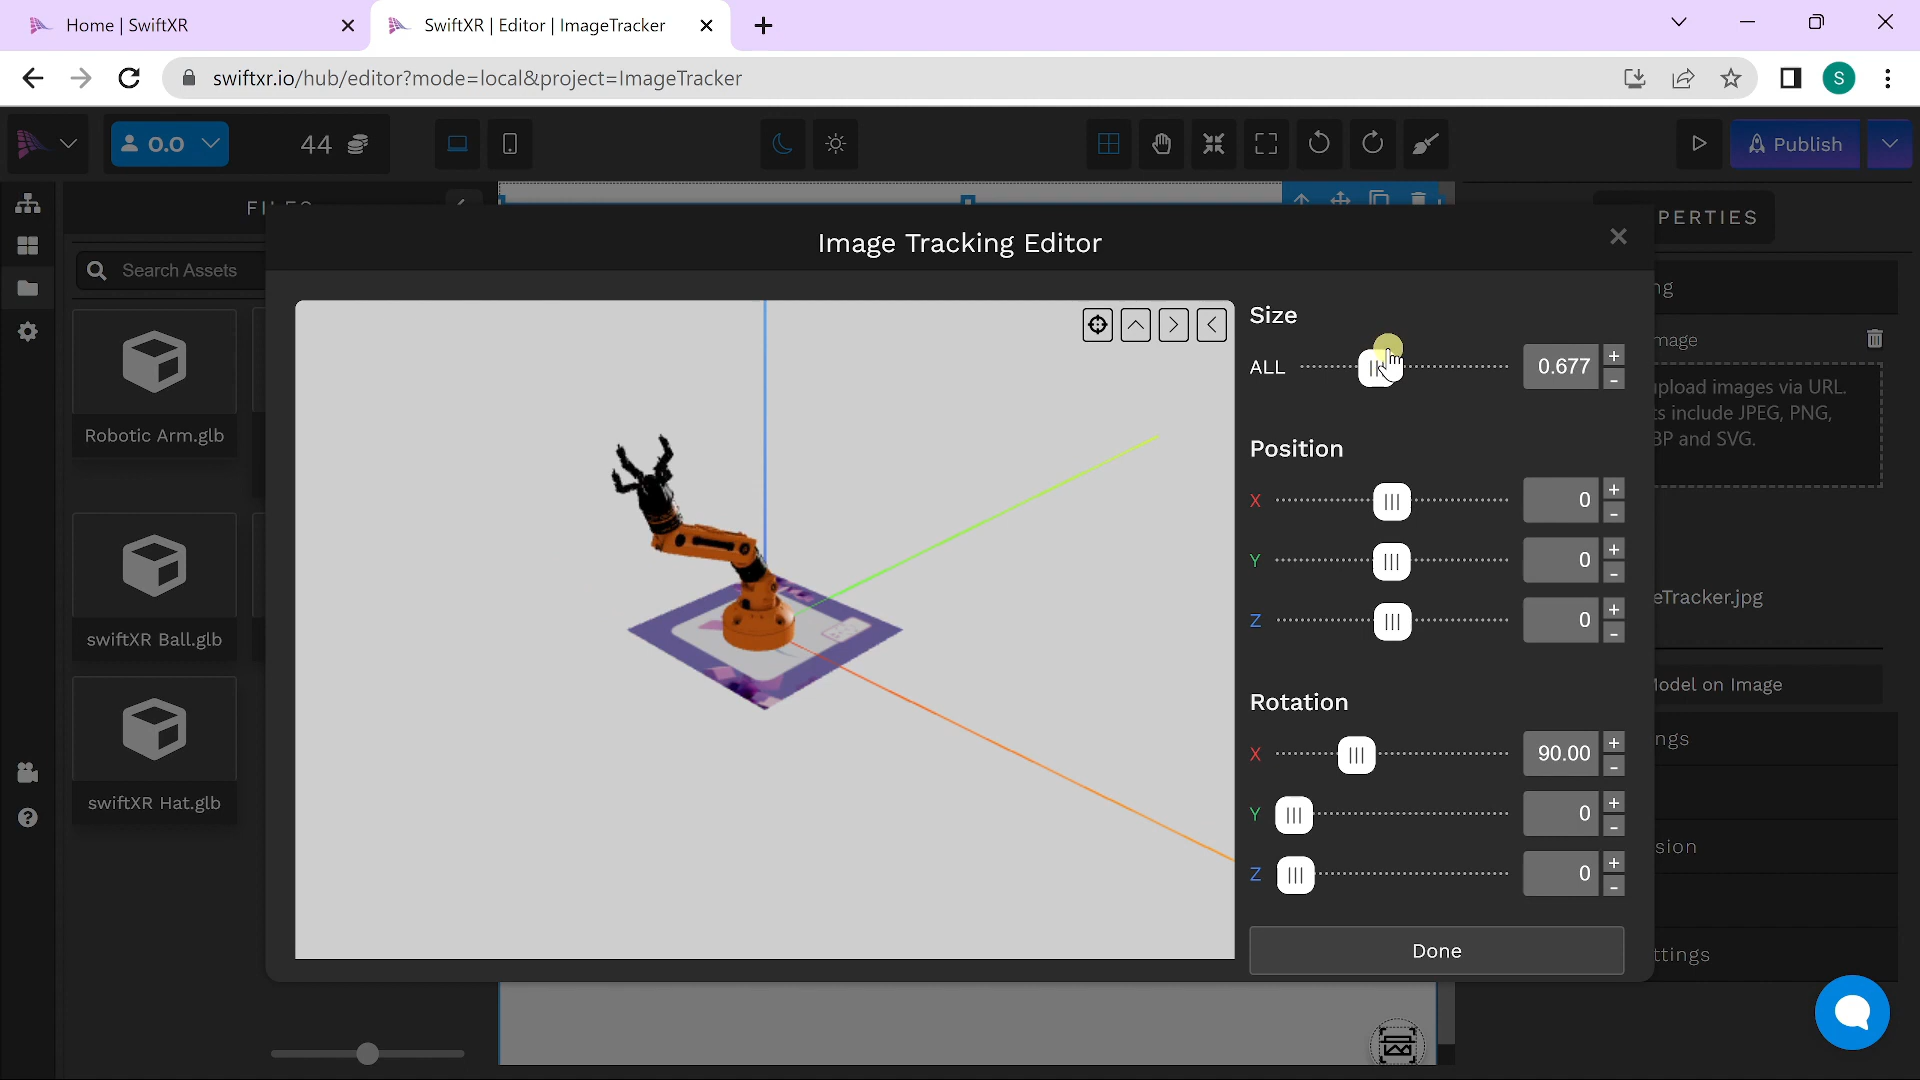 Home | SwiftXR
SwiftXR | Editor | ImageTracker
swiftxr.io/hub/editor?mode=local&project=ImageTracker
S
0.0
44
Publish
Image Tracking Editor
PERTIES
Search Assets
Robotic Arm.glb
swiftXR Ball.glb
swiftXR Hat.glb
Size
ALL
0.677
Position
X
0
Y
0
Z
0
Rotation
X
90.00
Y
0
Z
0
Done
ng
mage
upload images via URL.
s include JPEG, PNG,
BP and SVG.
eTracker.jpg
Model on Image
ngs
sion
ttings